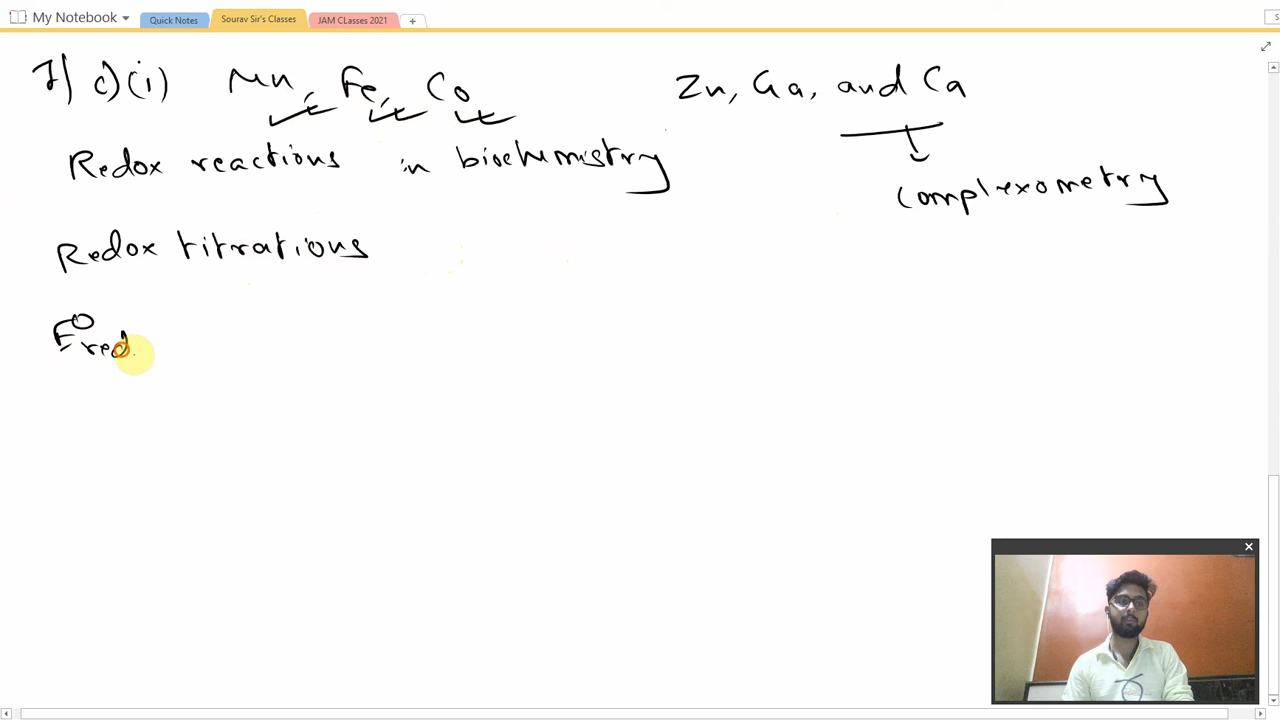 My Notebook
Quick Notes
Sourav Sir's Classes
JAM CLasses 2021
7) c)(i) Mn, Fe, Co
Zn, Ga, and Ca
Redox reactions in biochemistry
Complexometry
Redox titrations
E⁰red